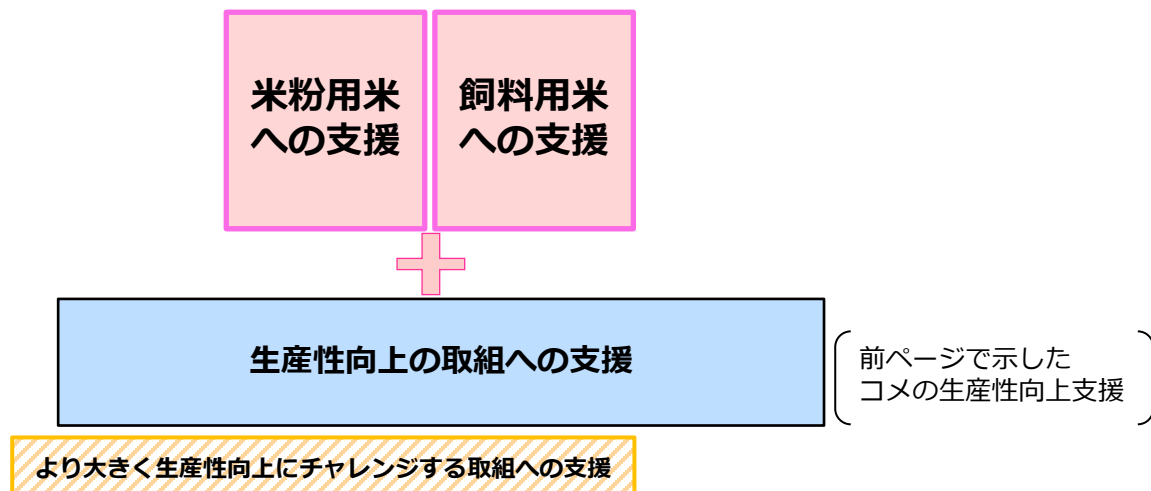 米粉用米
への支援
飼料用米
への支援
生産性向上の取組への支援
前ページで示した
コメの生産性向上支援
より大きく生産性向上にチャレンジする取組への支援